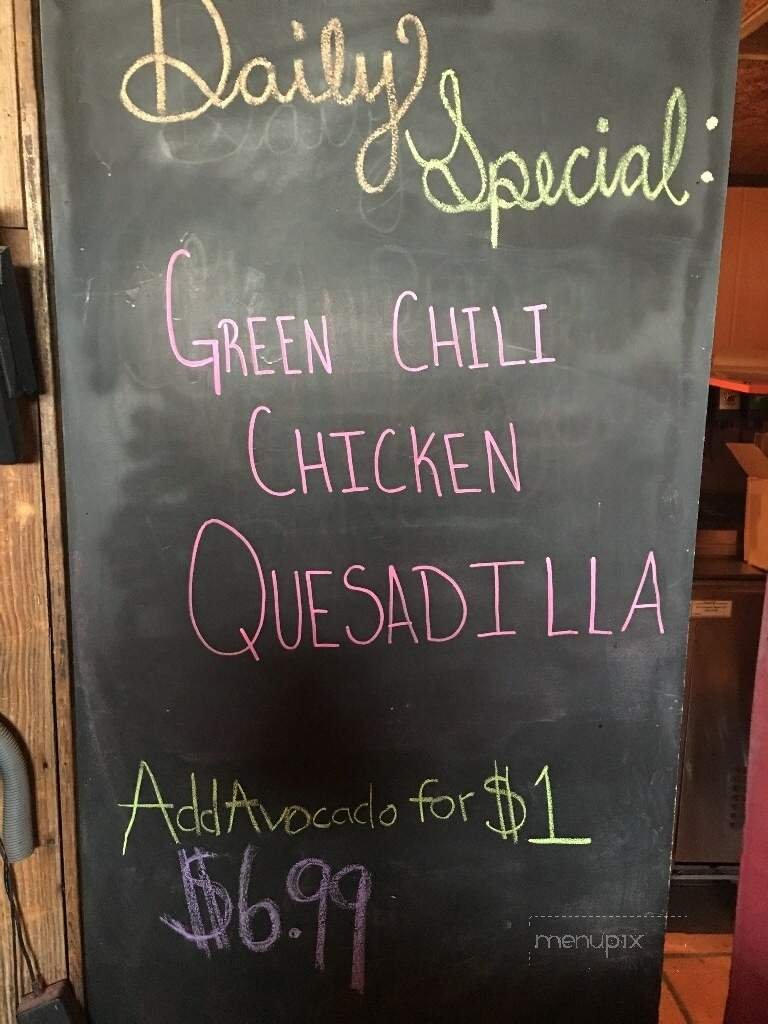 Daily
Special:
GREEN CHILI
CHICKEN
QUESADILLA
Add Avocado for $1
$6.99
menupix